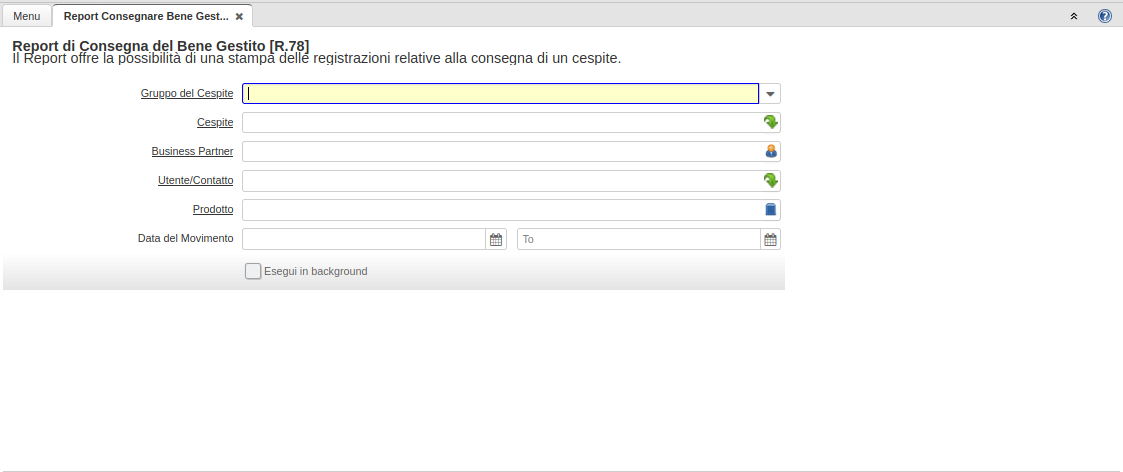 Menu
Report Consegnare Bene Gest...
Report di Consegna del Bene Gestito [R.78]
Il Report offre la possibilità di una stampa delle registrazioni relative alla consegna di un cespite.
Gruppo del Cespite
Cespite
Business Partner
Utente/Contatto
Prodotto
Data del Movimento To
Esegui in background